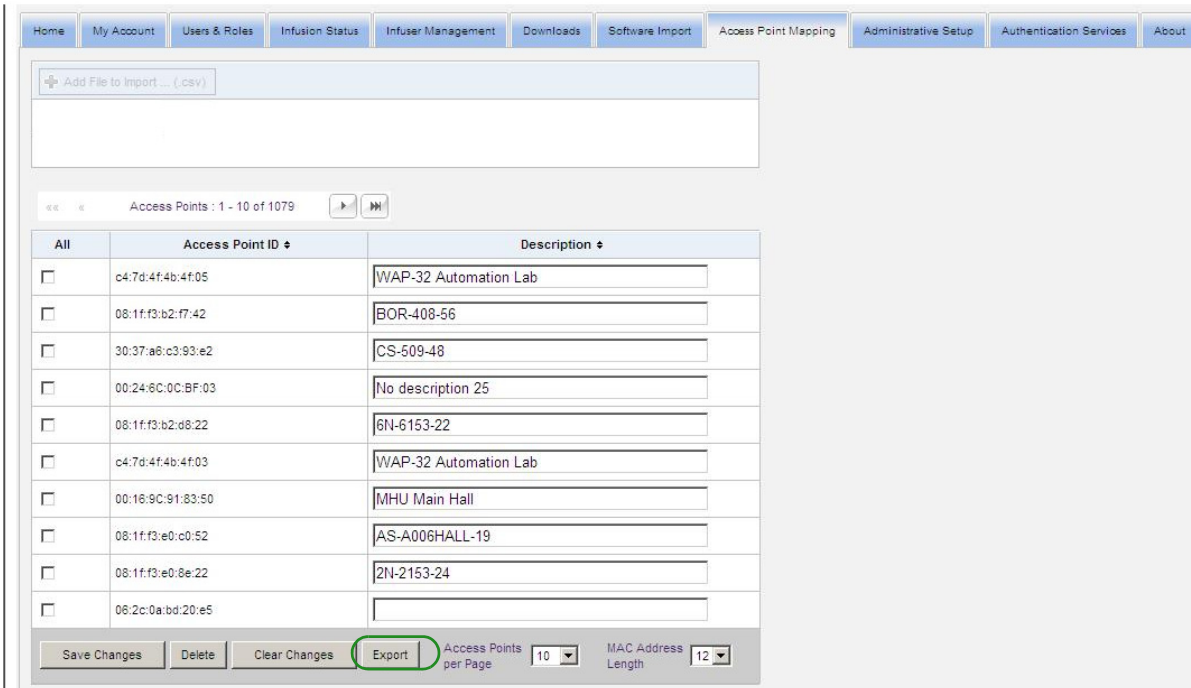 Home My Account Users & Roles Infusion Status Infuser Management Downloads Software Import Access Point Mapping Administrative Setup Authentication Services About
Add File to Import ... (.csv)
Access Points : 1 - 10 of 1079
All Access Point ID Description
c4:7d:4f:4b:4f:05 WAP-32 Automation Lab
08:1f:f3:b2:f7:42 BOR-408-56
30:37:a6:c3:93:e2 CS-509-48
00:24:6C:0C:BF:03 No description 25
08:1f:f3:b2:d8:22 6N-6153-22
c4:7d:4f:4b:4f:03 WAP-32 Automation Lab
00:16:9C:91:83:50 MHU Main Hall
08:1f:f3:e0:c0:52 AS-A006HALL-19
08:1f:f3:e0:8e:22 2N-2153-24
06:2c:0a:bd:20:e5
Save Changes Delete Clear Changes Export Access Points per Page 10 MAC Address Length 12